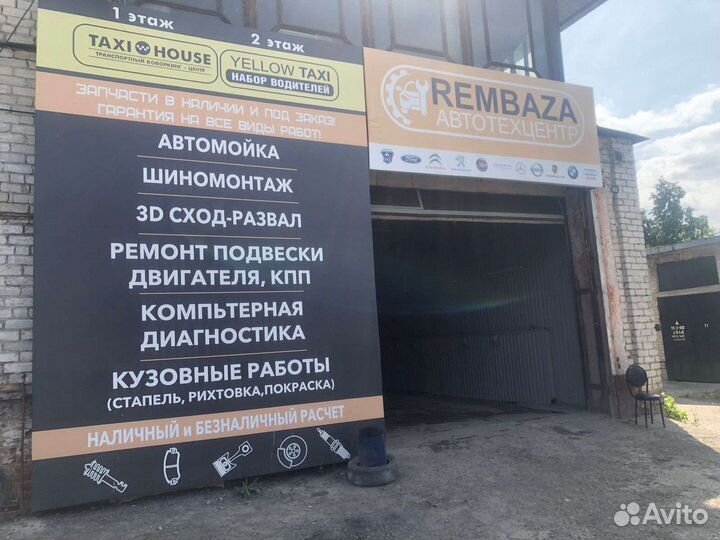 1 этаж
2 этаж
TAXI HOUSE
ТРАНСПОРТНЫЙ КОВОРКИНГ - ЦЕНТР
YELLOW TAXI
НАБОР ВОДИТЕЛЕЙ
ЗАПЧАСТИ В НАЛИЧИИ И ПОД ЗАКАЗ!
ГАРАНТИЯ НА ВСЕ ВИДЫ РАБОТ!
АВТОМОЙКА
ШИНОМОНТАЖ
3D СХОД-РАЗВАЛ
РЕМОНТ ПОДВЕСКИ
ДВИГАТЕЛЯ, КПП
КОМПЬТЕРНАЯ
ДИАГНОСТИКА
КУЗОВНЫЕ РАБОТЫ
(СТАПЕЛЬ, РИХТОВКА,ПОКРАСКА)
НАЛИЧНЫЙ и БЕЗНАЛИЧНЫЙ РАСЧЕТ
REMBAZA
АВТОТЕХЦЕНТР
Ford
Avito